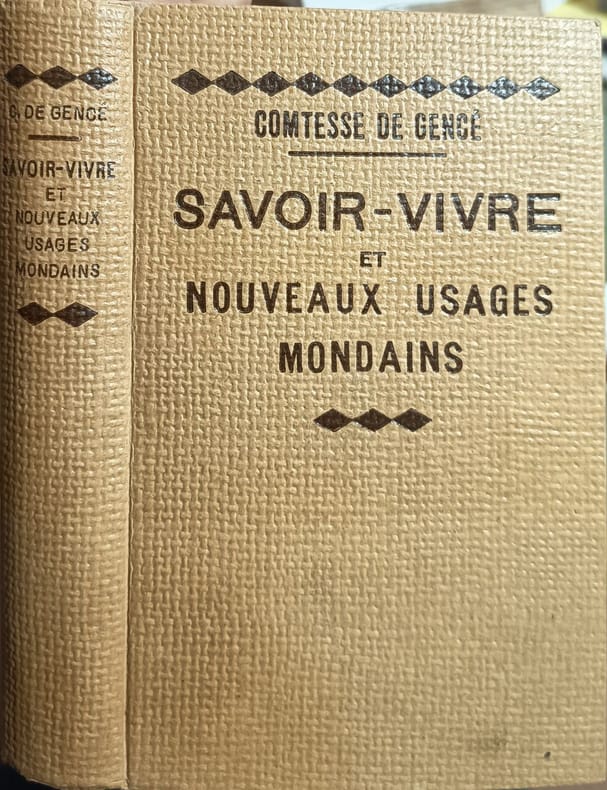 C. DE GENCÉ
SAVOIR-VIVRE
ET
NOUVEAUX
USAGES
MONDAINS
COMTESSE DE GENCÉ
SAVOIR-VIVRE
ET
NOUVEAUX USAGES
MONDAINS